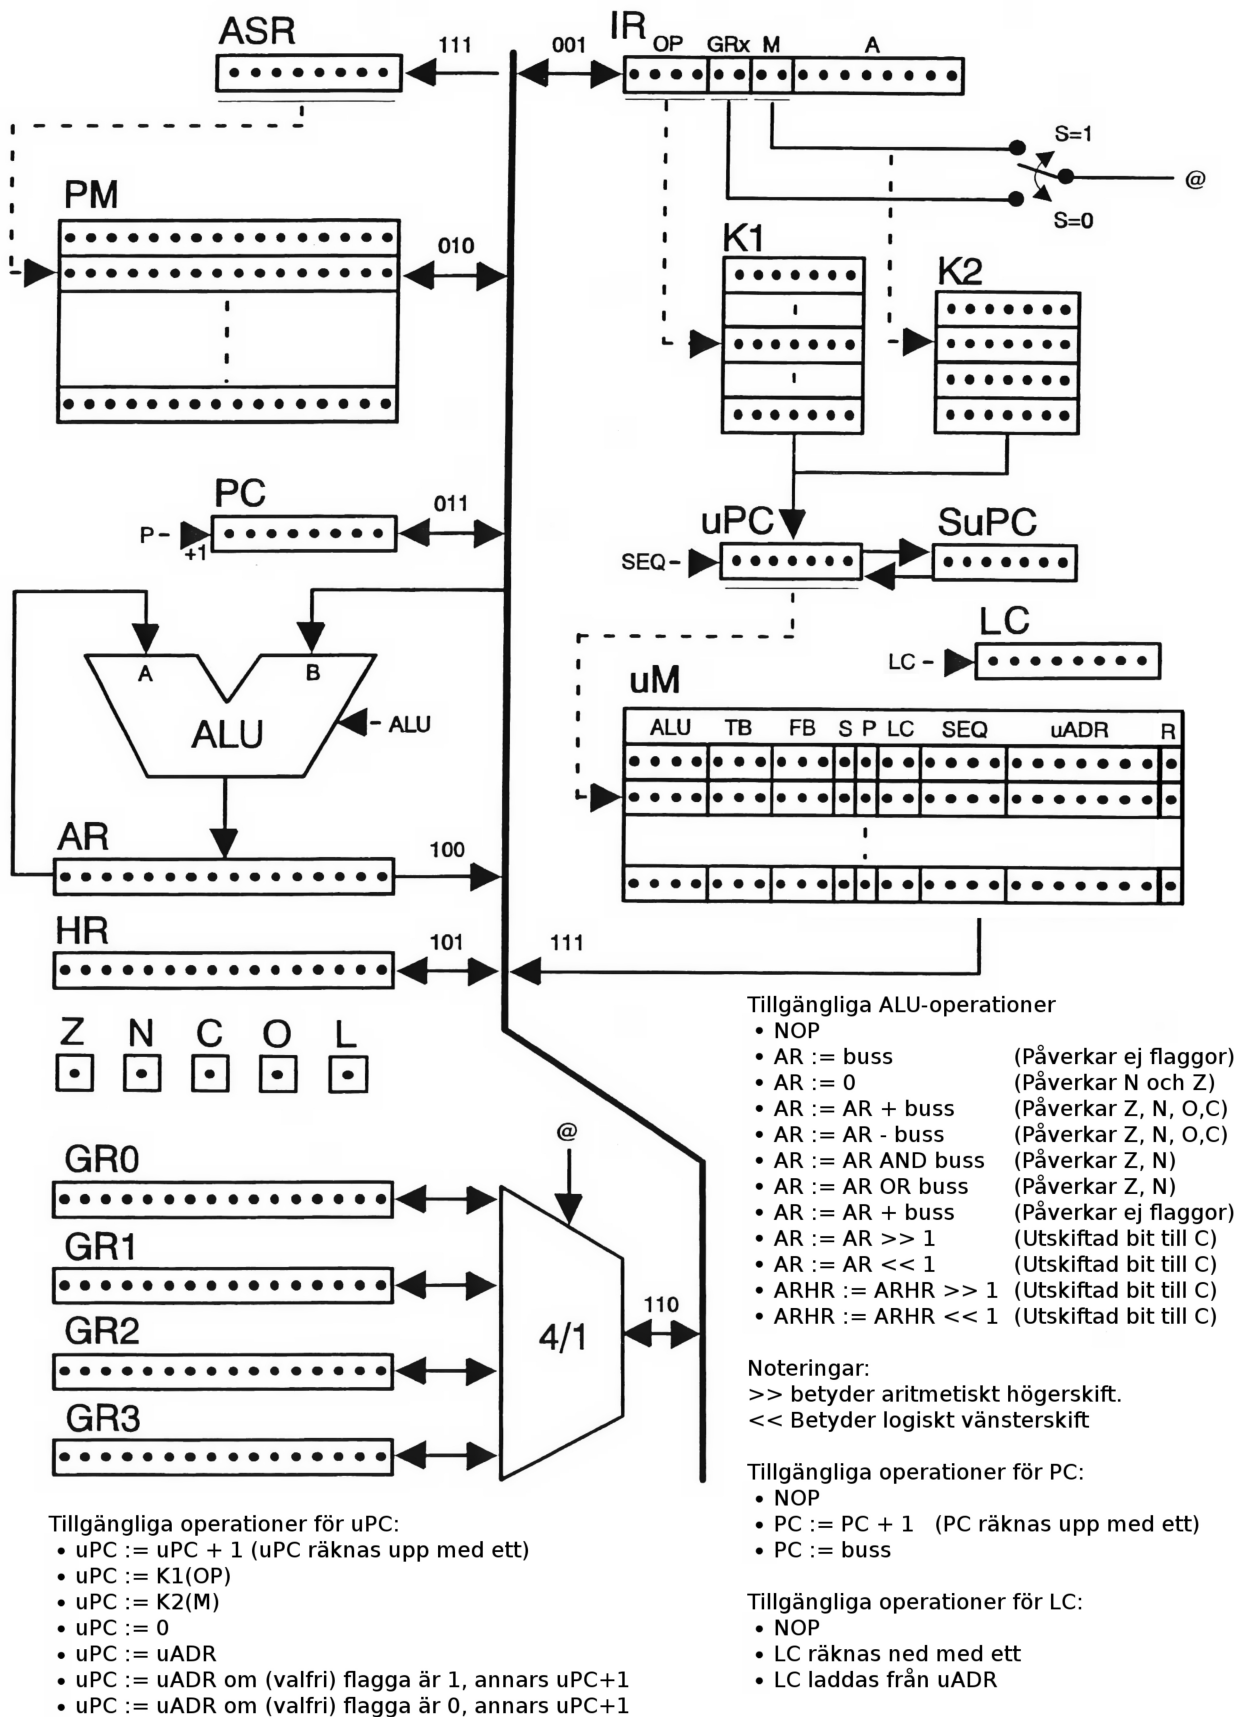 ASR
111
001
IR
OP GRx M A
S=1
@
S=0
PM
010
K1
K2
PC
P- +1
011
uPC
SuPC
SEQ-
LC
LC -
A B
ALU
- ALU
uM
ALU TB FB S P LC SEQ uADR R
AR
100
HR
101
111
Z N C O L
@
GR0
GR1
GR2
GR3
4/1
110
Tillgängliga ALU-operationer
• NOP
• AR := buss (Påverkar ej flaggor)
• AR := 0 (Påverkar N och Z)
• AR := AR + buss (Påverkar Z, N, O,C)
• AR := AR - buss (Påverkar Z, N, O,C)
• AR := AR AND buss (Påverkar Z, N)
• AR := AR OR buss (Påverkar Z, N)
• AR := AR + buss (Påverkar ej flaggor)
• AR := AR >> 1 (Utskiftad bit till C)
• AR := AR << 1 (Utskiftad bit till C)
• ARHR := ARHR >> 1 (Utskiftad bit till C)
• ARHR := ARHR << 1 (Utskiftad bit till C)
Noteringar:
>> betyder aritmetiskt högerskift.
<< Betyder logiskt vänsterskift
Tillgängliga operationer för PC:
• NOP
• PC := PC + 1 (PC räknas upp med ett)
• PC := buss
Tillgängliga operationer för LC:
• NOP
• LC räknas ned med ett
• LC laddas från uADR
Tillgängliga operationer för uPC:
• uPC := uPC + 1 (uPC räknas upp med ett)
• uPC := K1(OP)
• uPC := K2(M)
• uPC := 0
• uPC := uADR
• uPC := uADR om (valfri) flagga är 1, annars uPC+1
• uPC := uADR om (valfri) flagga är 0, annars uPC+1